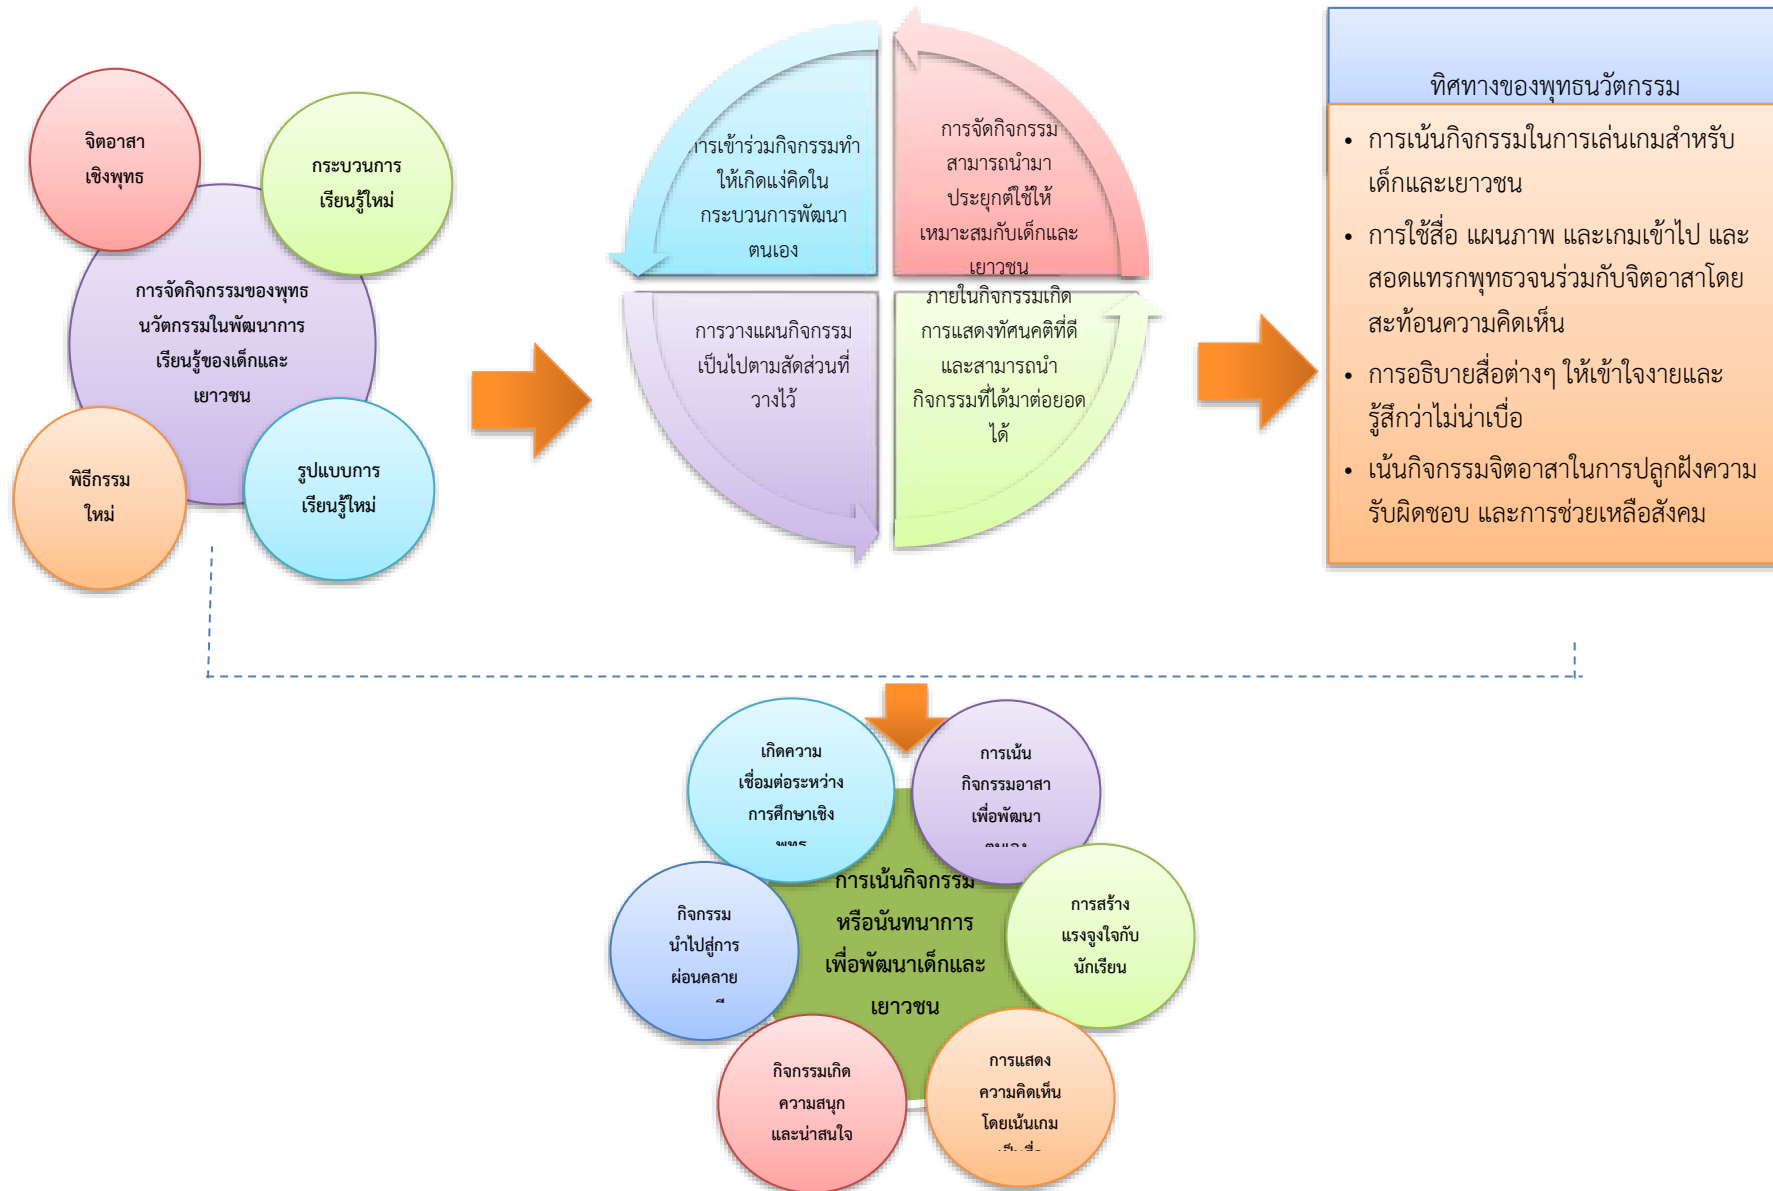 จิตอาสา
เชิงพุทธ
กระบวนการ
เรียนรู้ใหม่
การจัดกิจกรรมของพุทธ
นวัตกรรมในพัฒนาการ
เรียนรู้ของเด็กและ
เยาวชน
พิธีกรรม
ใหม่
รูปแบบการ
เรียนรู้ใหม่
การเข้าร่วมกิจกรรมทำ
ให้เกิดแง่คิดใน
กระบวนการพัฒนา
ตนเอง
การจัดกิจกรรม
สามารถนำมา
ประยุกต์ใช้ให้
เหมาะสมกับเด็กและ
เยาวชน
การวางแผนกิจกรรม
เป็นไปตามสัดส่วนที่
วางไว้
ภายในกิจกรรมเกิด
การแสดงทัศนคติที่ดี
และสามารถนำ
กิจกรรมที่ได้มาต่อยอด
ได้
ทิศทางของพุทธนวัตกรรม
• การเน้นกิจกรรมในการเล่นเกมสำหรับ
เด็กและเยาวชน
• การใช้สื่อ แผนภาพ และเกมเข้าไป และ
สอดแทรกพุทธวจนร่วมกับจิตอาสาโดย
สะท้อนความคิดเห็น
• การอธิบายสื่อต่างๆ ให้เข้าใจงายและ
รู้สึกว่าไม่น่าเบื่อ
• เน้นกิจกรรมจิตอาสาในการปลูกฝังความ
รับผิดชอบ และการช่วยเหลือสังคม
เกิดความ
เชื่อมต่อระหว่าง
การศึกษาเชิง
พุทธ
การเน้น
กิจกรรมอาสา
เพื่อพัฒนา
ตนเอง
การเน้นกิจกรรม
หรือนันทนาการ
เพื่อพัฒนาเด็กและ
เยาวชน
กิจกรรม
นำไปสู่การ
ผ่อนคลาย
การสร้าง
แรงจูงใจกับ
นักเรียน
กิจกรรมเกิด
ความสนุก
และน่าสนใจ
การแสดง
ความคิดเห็น
โดยเน้นเกม
เป็นสื่อ